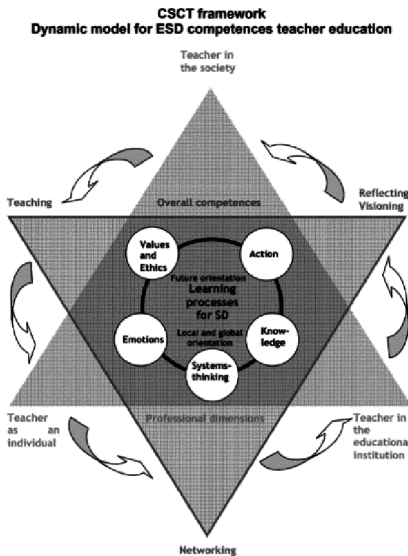 CSCT framework
Dynamic model for ESD competences teacher education
Teacher in
the society
Teaching
Overall competences
Reflecting
Visioning
Values
and
Ethics
Action
Future orientation
Learning
processes
for SD
Emotions
Local and global
orientation
Know-
ledge
Systems-
thinking
Teacher
as an
individual
Professional dimensions
Teacher in
the
educationa
institution
Networking